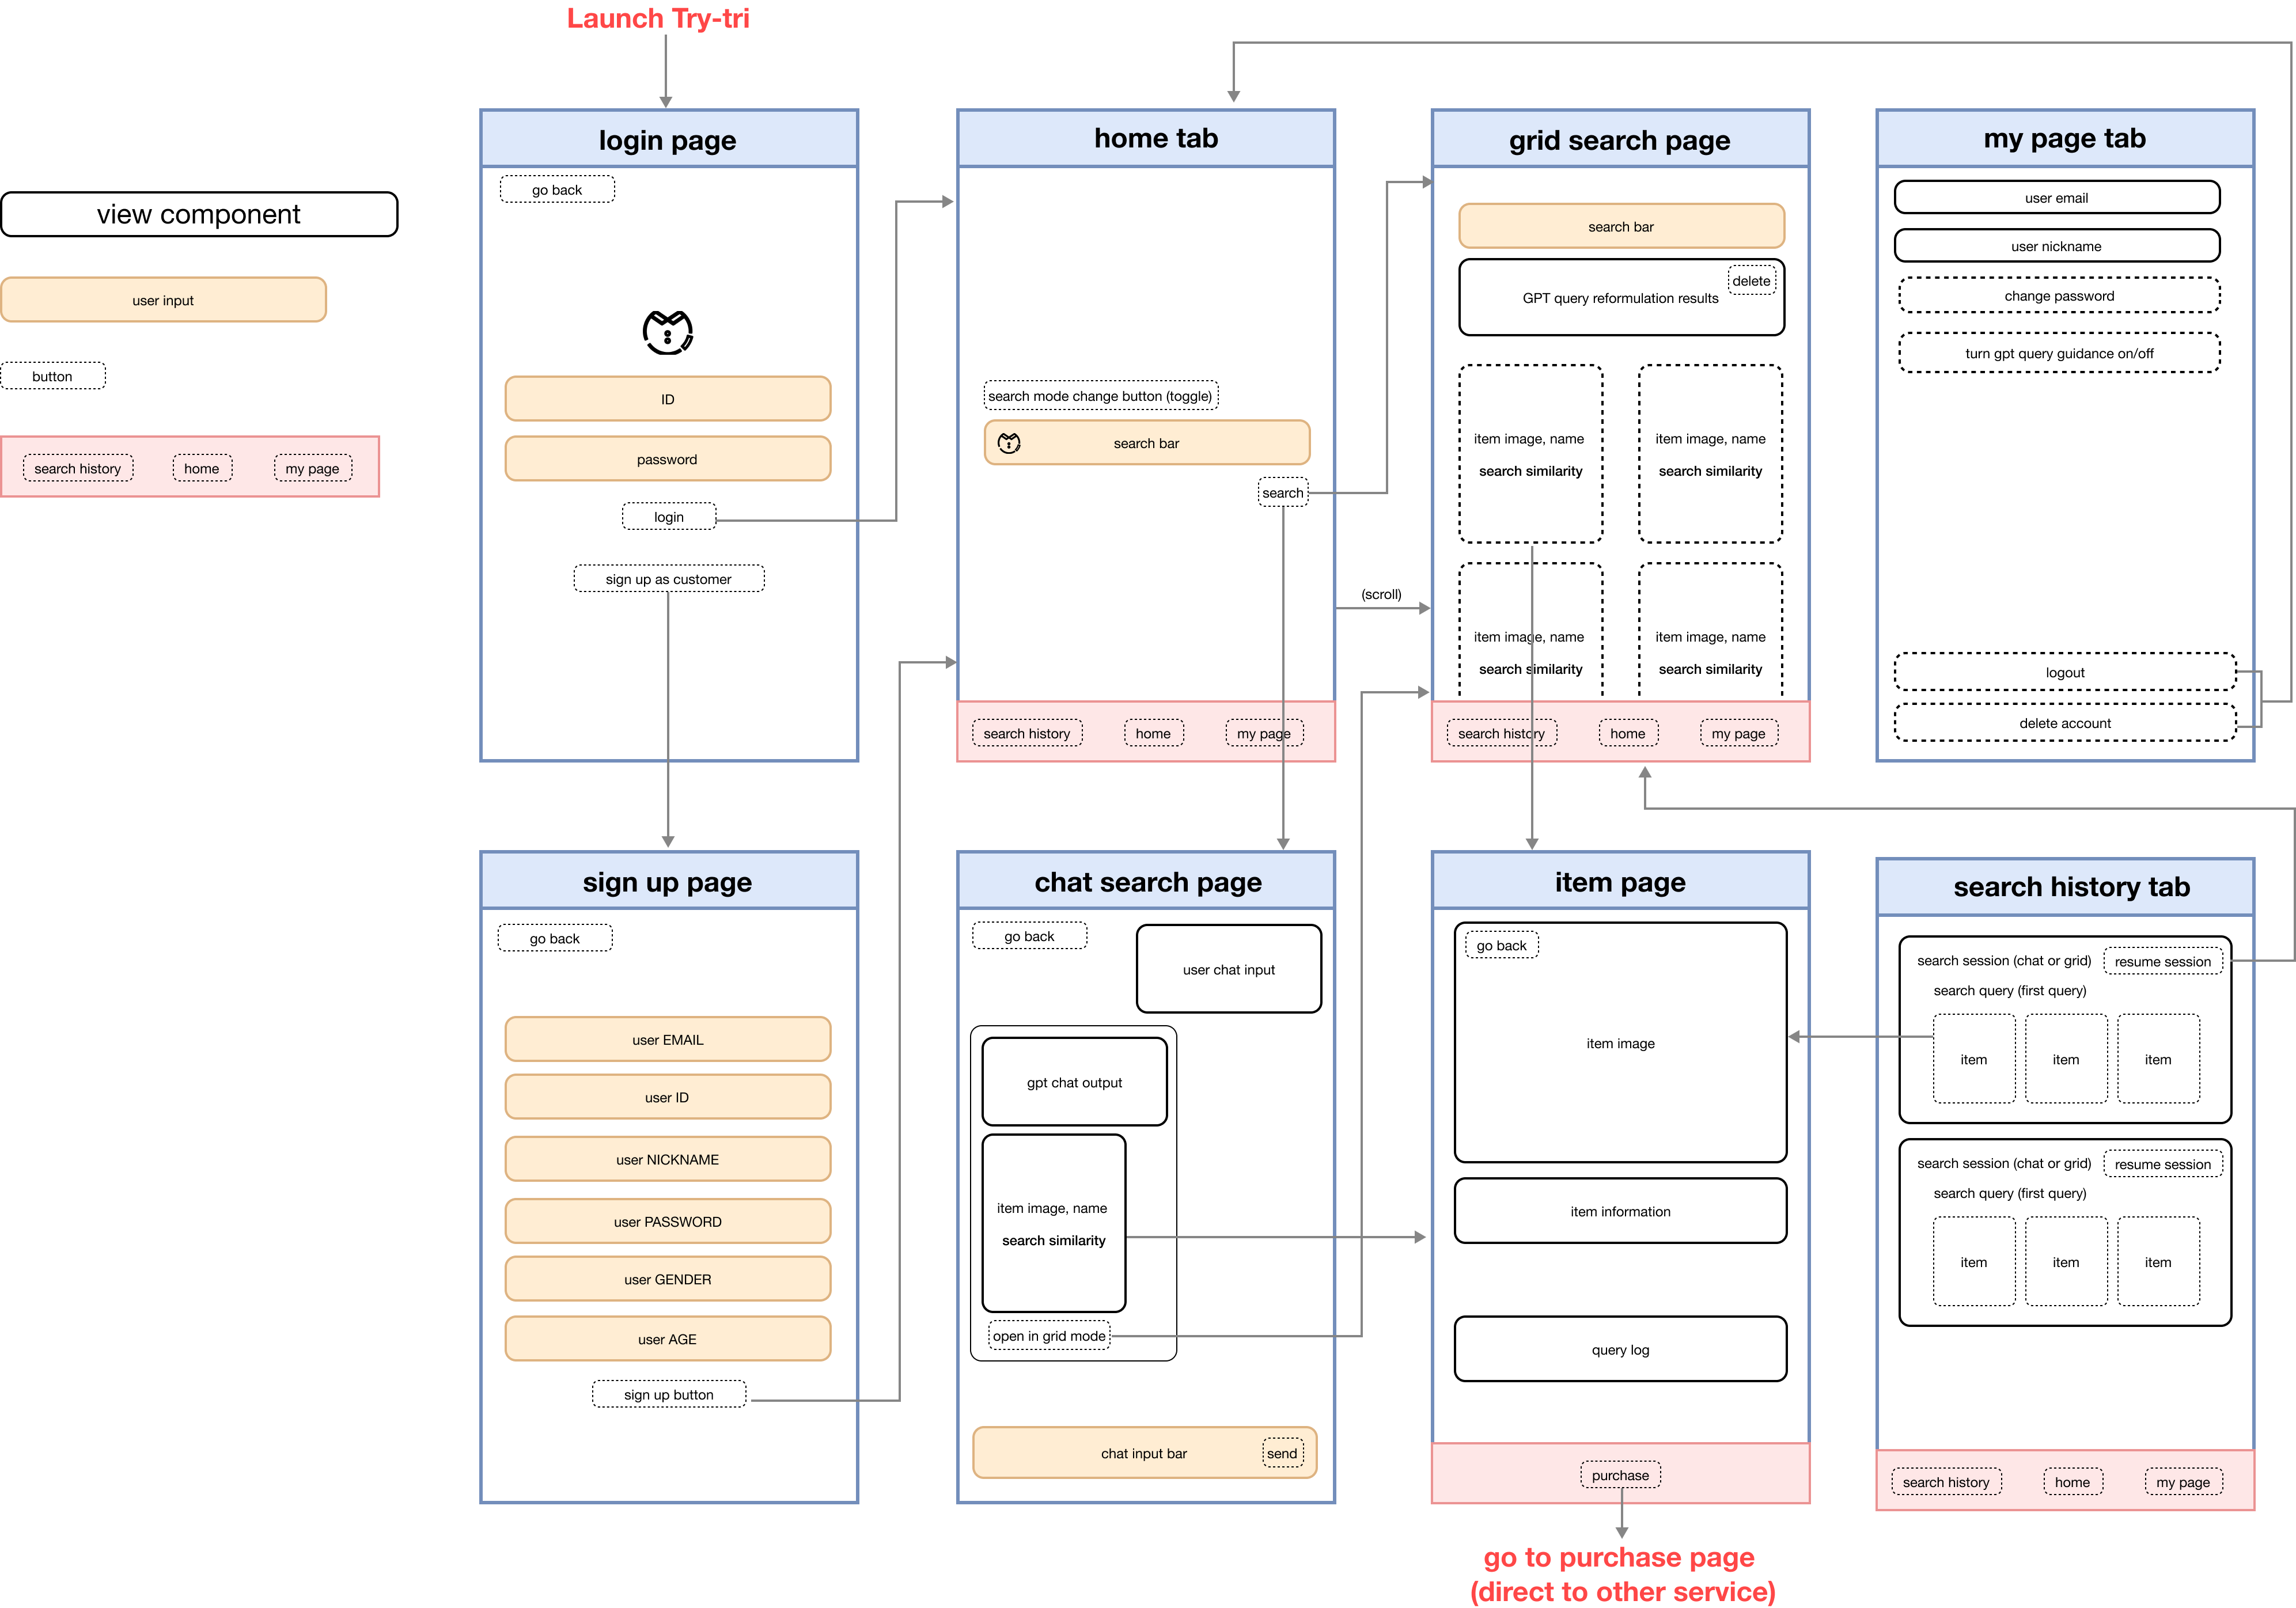 Launch Try-tri
view component
user input
button
search history
home
my page
login page
go back
ID
password
login
sign up as customer
home tab
search mode change button (toggle)
search bar
search
(scroll)
search history
home
my page
grid search page
search bar
delete
GPT query reformulation results
item image, name
search similarity
item image, name
search similarity
item image, name
search similarity
item image, name
search similarity
search history
home
my page
my page tab
user email
user nickname
change password
turn gpt query guidance on/off
logout
delete account
sign up page
go back
user EMAIL
user ID
user NICKNAME
user PASSWORD
user GENDER
user AGE
sign up button
chat search page
go back
user chat input
gpt chat output
item image, name
search similarity
open in grid mode
chat input bar
send
item page
go back
item image
item information
query log
purchase
go to purchase page
(direct to other service)
search history tab
search session (chat or grid)
resume session
search query (first query)
item
item
item
search session (chat or grid)
resume session
search query (first query)
item
item
item
search history
home
my page